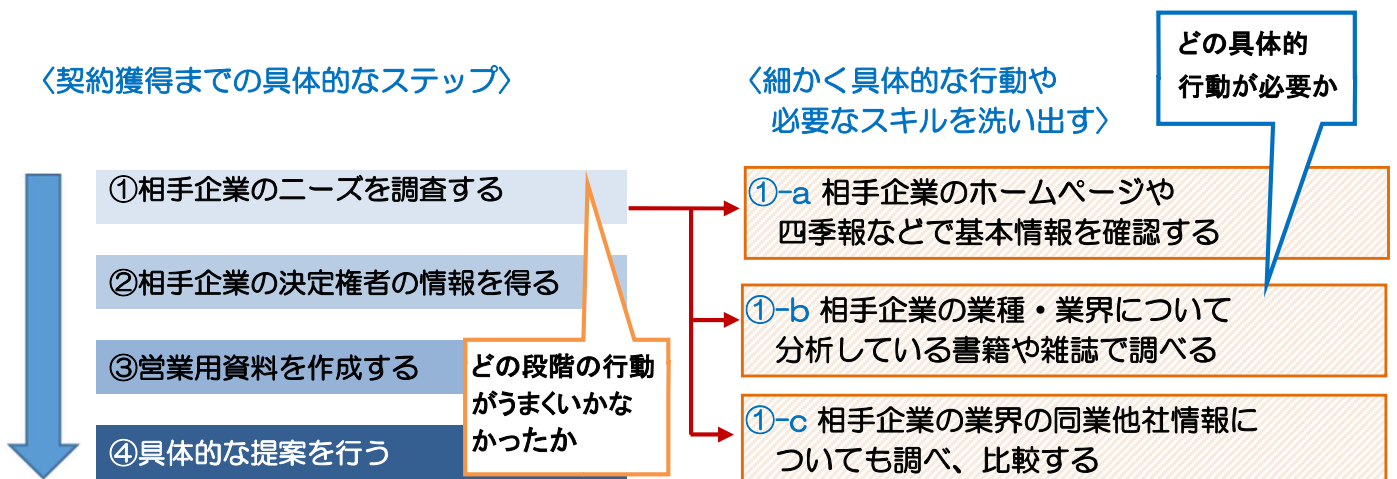 〈契約獲得までの具体的なステップ〉
①相手企業のニーズを調査する
②相手企業の決定権者の情報を得る
③営業用資料を作成する
④具体的な提案を行う
どの段階の行動
がうまくいかな
かったか
〈細かく具体的な行動や
必要なスキルを洗い出す〉
どの具体的
行動が必要か
①-a 相手企業のホームページや
四季報などで基本情報を確認する
①-b 相手企業の業種・業界について
分析している書籍や雑誌で調べる
①-c 相手企業の業界の同業他社情報に
ついても調べ、比較する